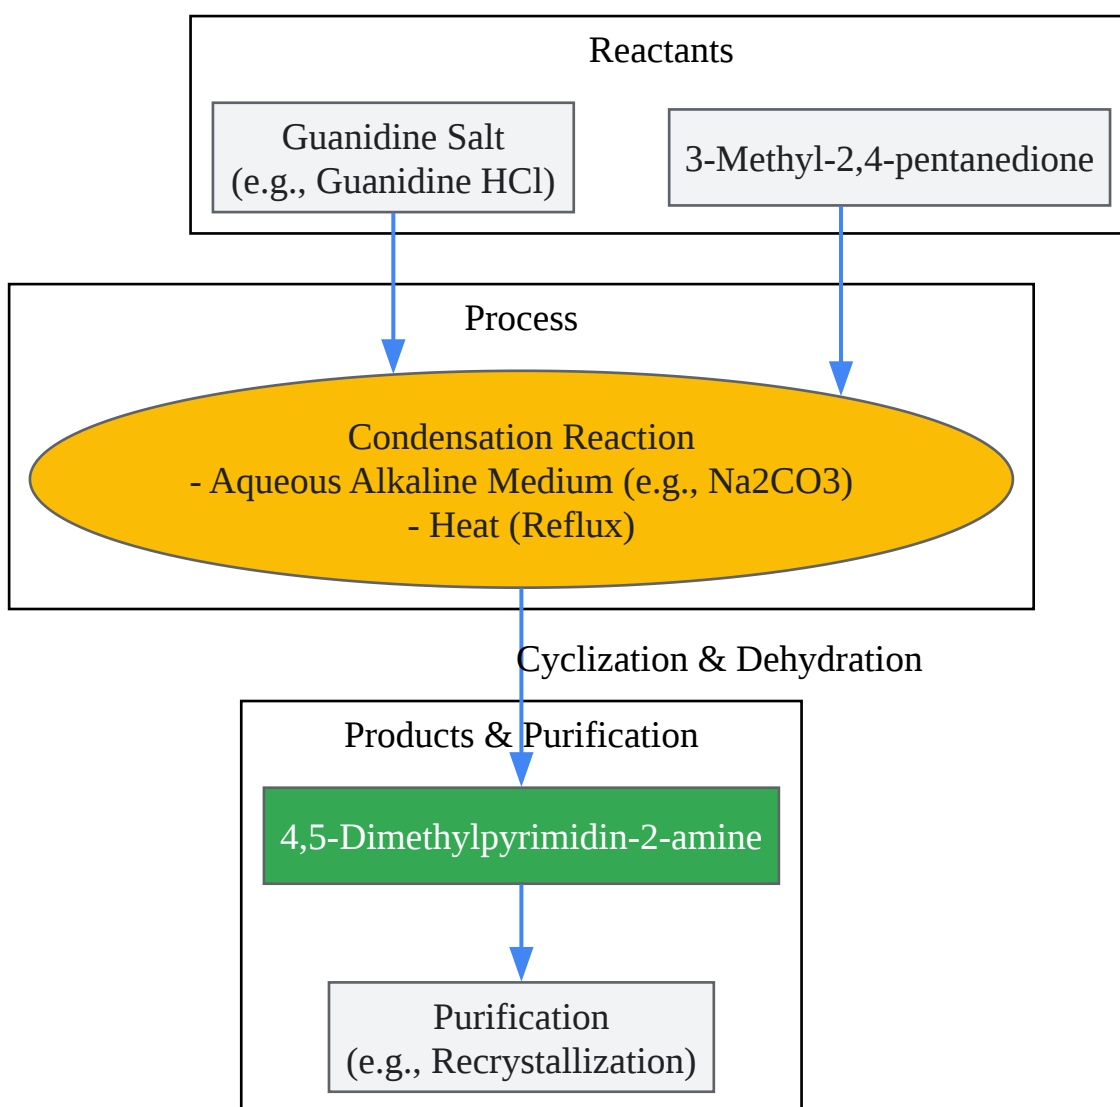 Reactants
Guanidine Salt
(e.g., Guanidine HCl)
3-Methyl-2,4-pentanedione
Process
Condensation Reaction
- Aqueous Alkaline Medium (e.g., Na2CO3)
- Heat (Reflux)
Cyclization & Dehydration
Products & Purification
4,5-Dimethylpyrimidin-2-amine
Purification
(e.g., Recrystallization)